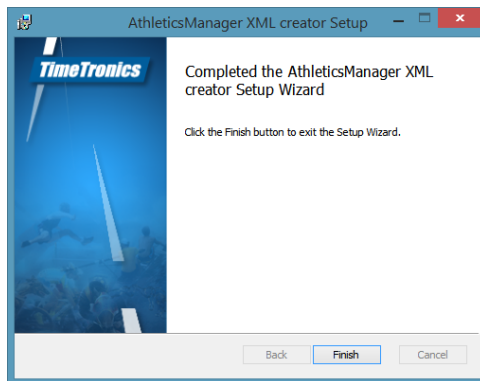 AthleticsManager XML creator Setup
TimeTronics
Completed the AthleticsManager XML
creator Setup Wizard
Click the Finish button to exit the Setup Wizard.
Back
Finish
Cancel